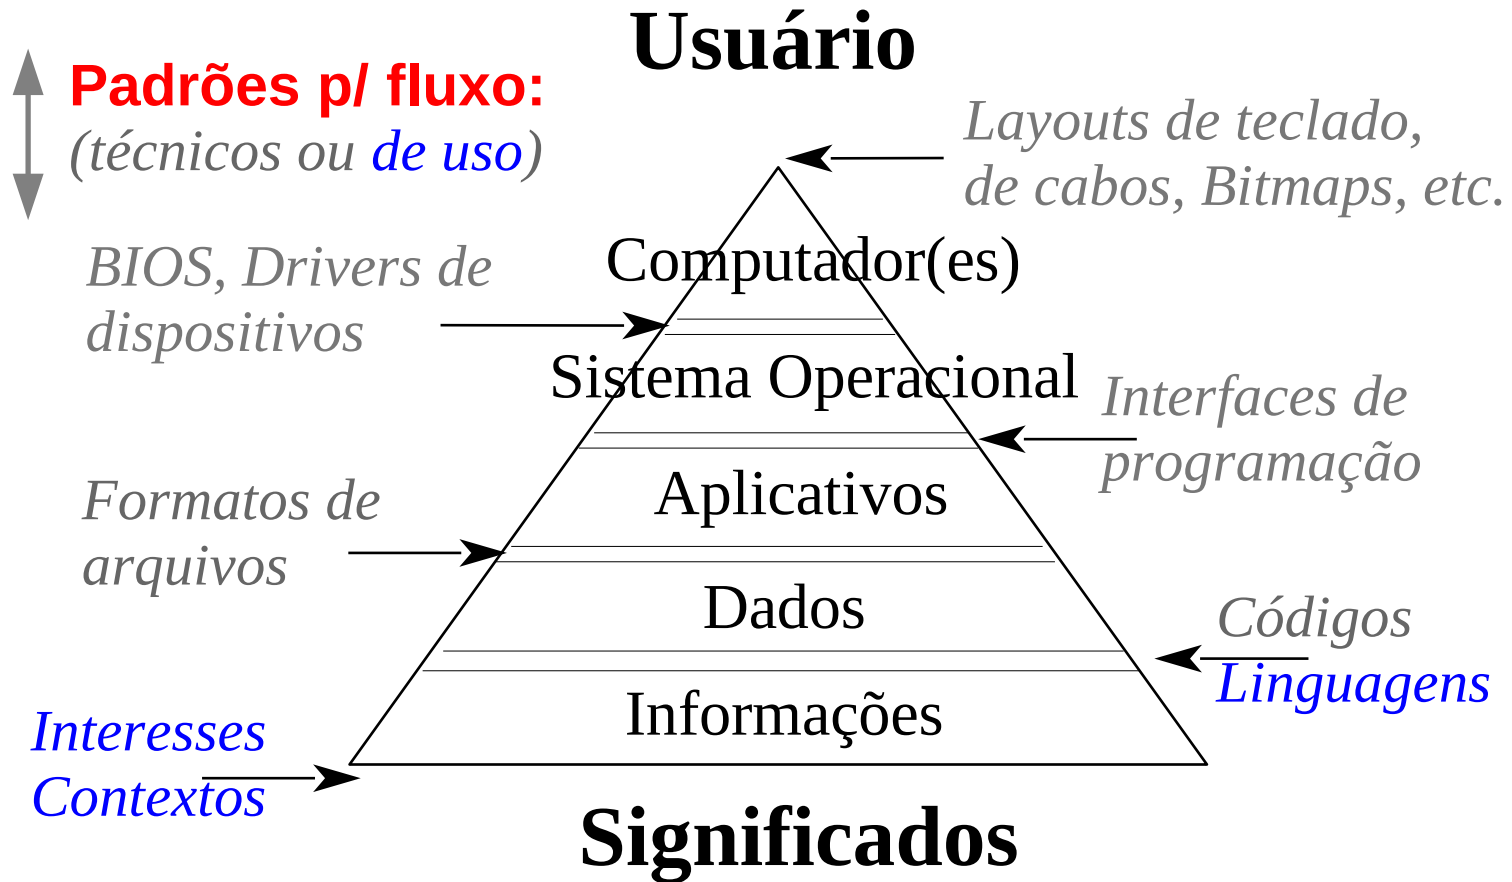 Usuário
Padrões p/ fluxo:
(técnicos ou de uso)
Layouts de teclado,
de cabos, Bitmaps, etc.
BIOS, Drivers de
dispositivos
Computador(es)
Sistema Operacional
Interfaces de
programação
Aplicativos
Formatos de
arquivos
Dados
Códigos
Linguagens
Informações
Interesses
Contextos
Significados